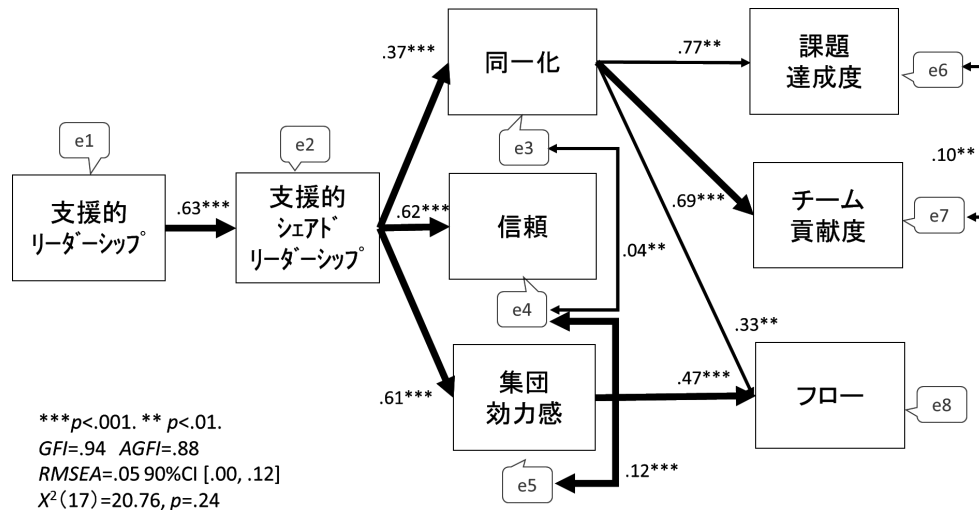 .37***
同一化
.77**
課題
達成度
e6
e1
e2
e3
.10**
支援的
リーダーシップ
.63***
支援的
シェアド
リーダーシップ
.62***
信頼
.69***
チーム
貢献度
e7
.04**
e4
.33**
.61***
集団
効力感
.47***
フロー
e8
***p<.001. ** p<.01.
GFI=.94 AGFI=.88
RMSEA=.05 90%CI [.00, .12]
X²（17）=20.76, p=.24
e5
.12***